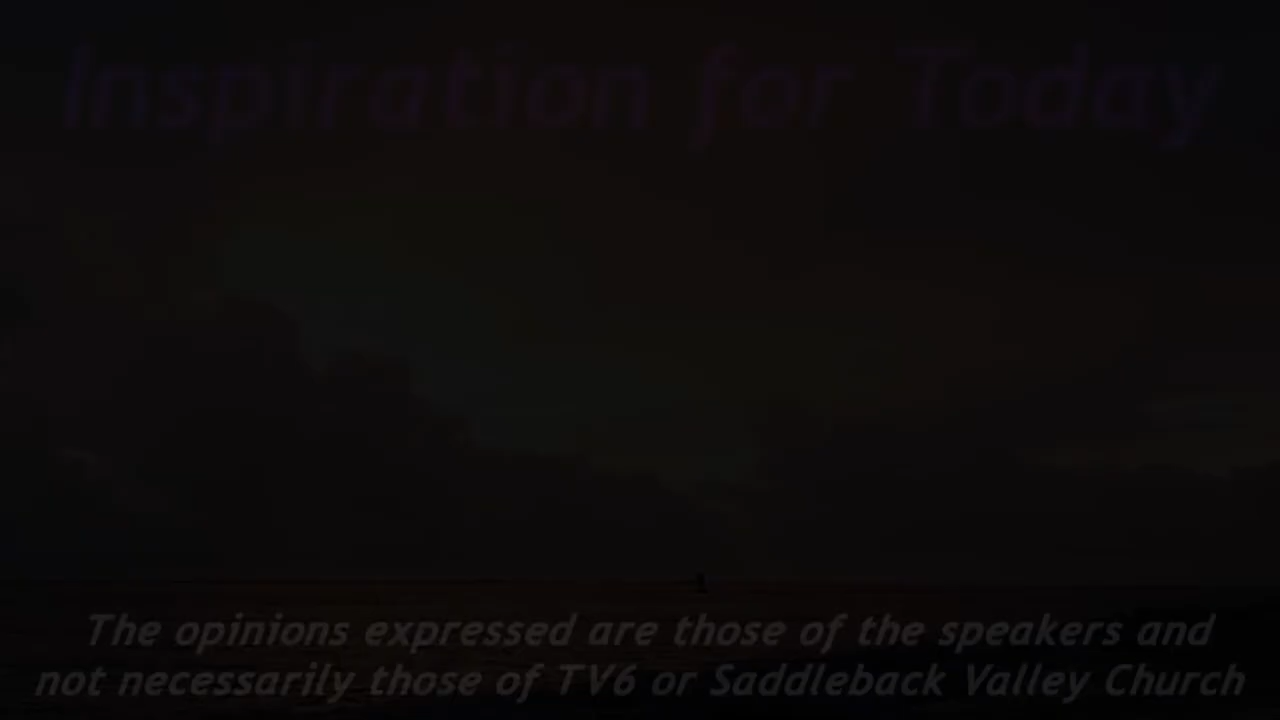 Inspiration for Today
The opinions expressed are those of the speakers and
not necessarily those of TV6 or Saddleback Valley Church